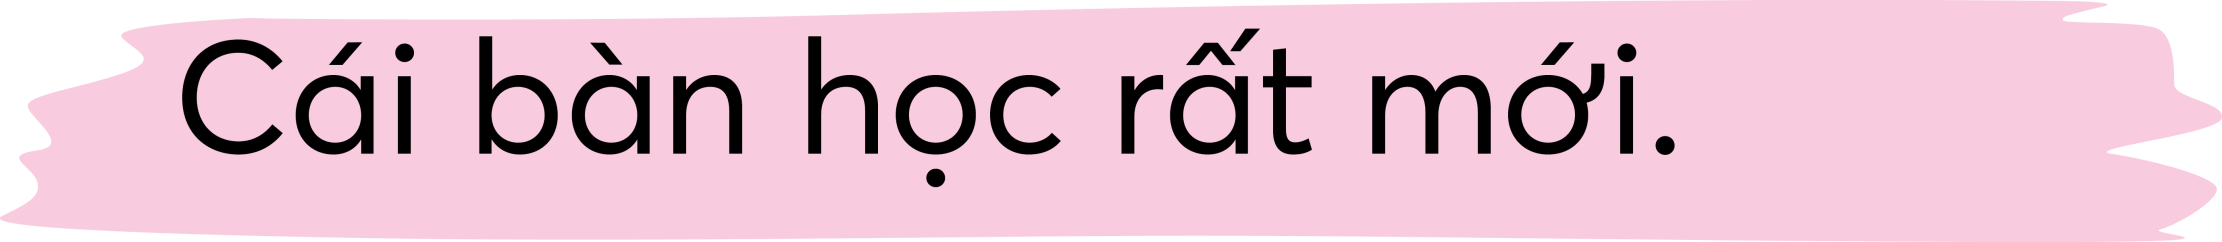 Cái bàn học rất mới.